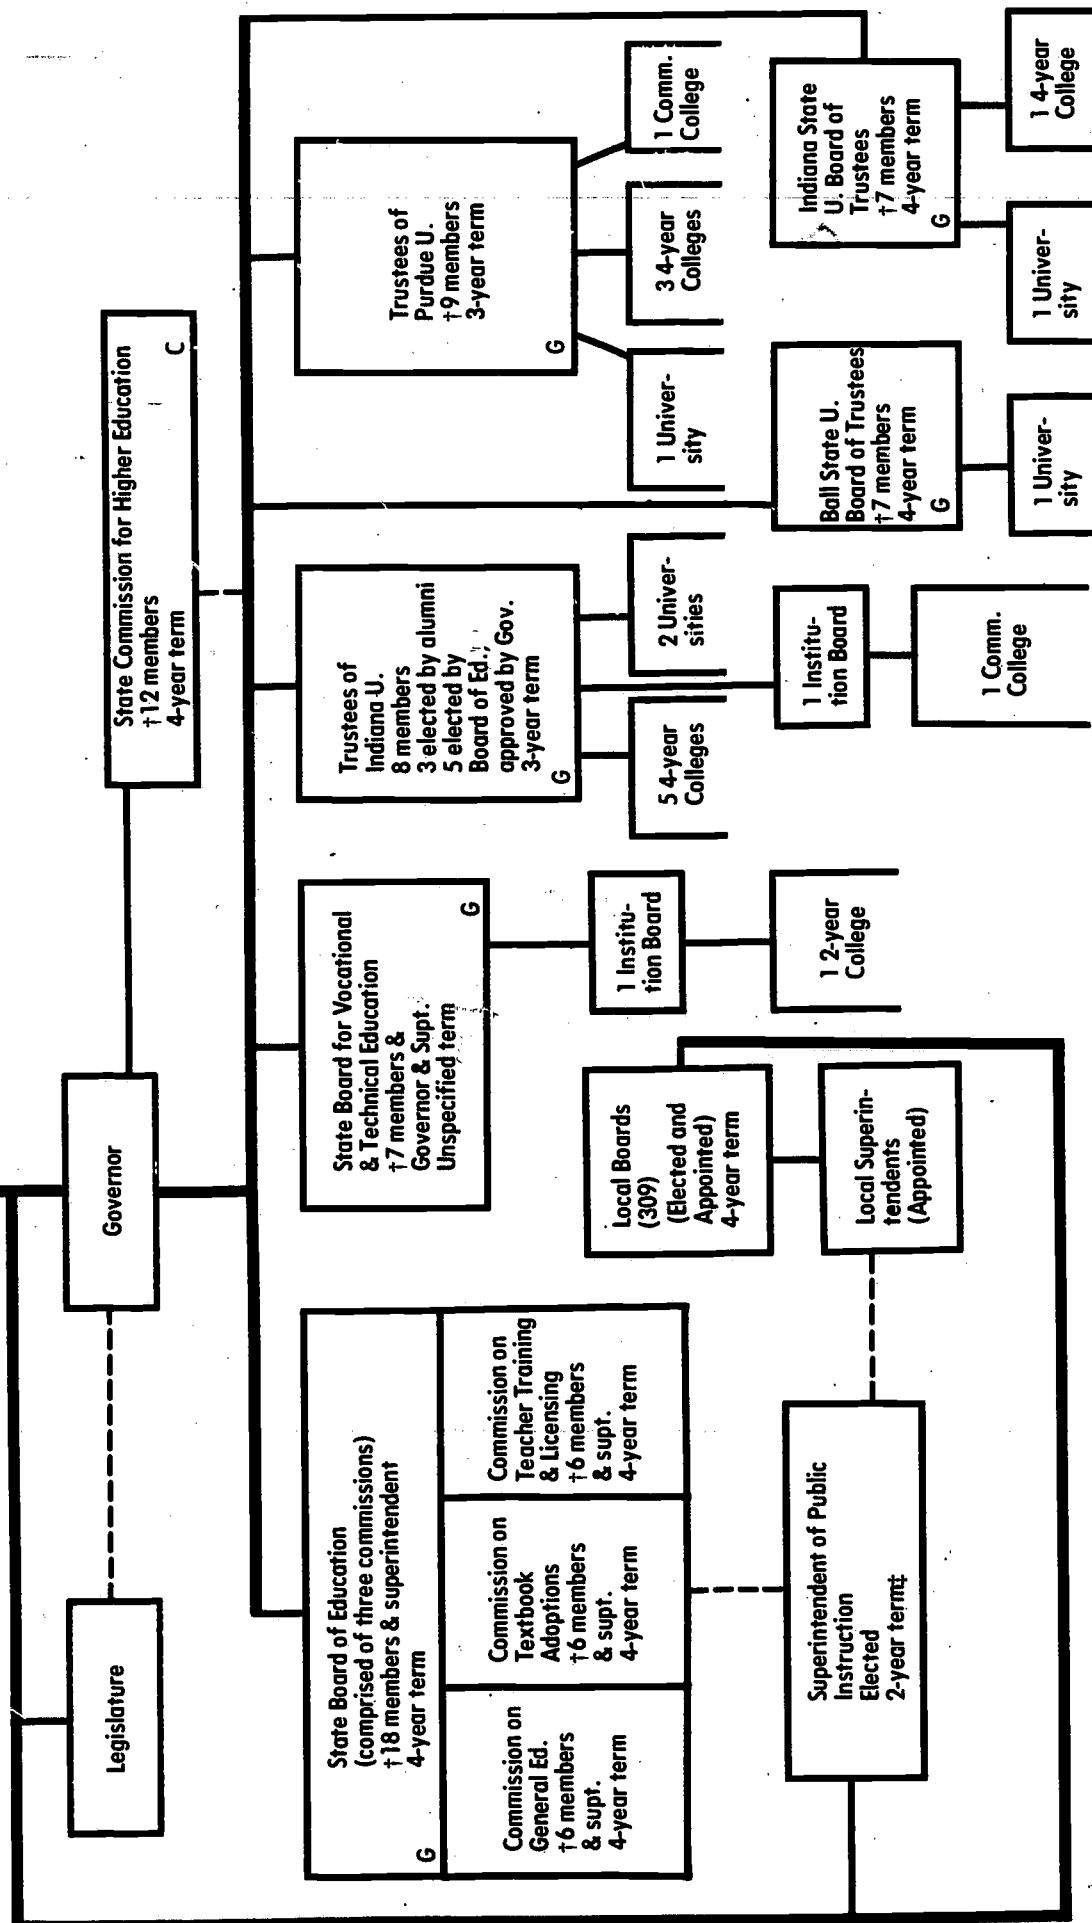 Legislature
Governor
State Commission for Higher Education
†12 members
4-year term
C
State Board of Education
(comprised of three commissions)
†18 members & superintendent
4-year term
G
Commission on
General Ed.
†6 members
& supt.
4-year term
Commission on
Textbook
Adoptions
†6 members
& supt.
4-year term
Commission on
Teacher Training
& Licensing
†6 members
& supt.
4-year term
Superintendent of Public
Instruction
Elected
2-year term‡
Local Boards
(309)
(Elected and
Appointed)
4-year term
Local Superin-
tendents
(Appointed)
State Board for Vocational
& Technical Education
†7 members &
Governor & Supt.
Unspecified term
G
1 Institu-
tion Board
1 2-year
College
Trustees of
Indiana U.
8 members
3 elected by alumni
5 elected by
Board of Ed.,
approved by Gov.
3-year term
G
5 4-year
Colleges
2 Univer-
sities
1 Institu-
tion Board
1 Comm.
College
Trustees of
Purdue U.
†9 members
3-year term
G
1 Univer-
sity
3 4-year
Colleges
1 Comm.
College
Ball State U.
Board of Trustees
†7 members
4-year term
G
1 Univer-
sity
Indiana State
U. Board of
Trustees
†7 members
4-year term
G
1 Univer-
sity
1 4-year
College